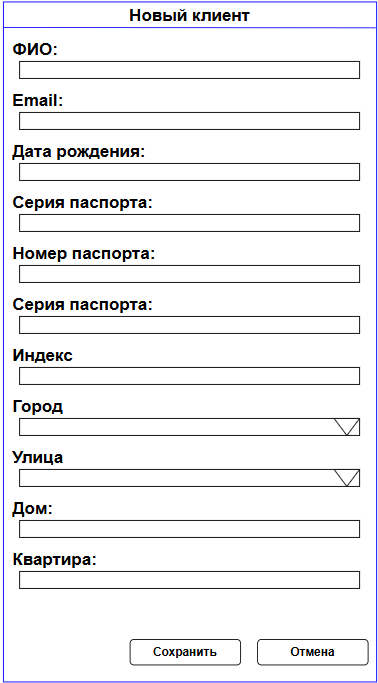 Новый клиент
ФИО:
Email:
Дата рождения:
Серия паспорта:
Номер паспорта:
Серия паспорта:
Индекс
Город
Улица
Дом:
Квартира:
Сохранить Отмена